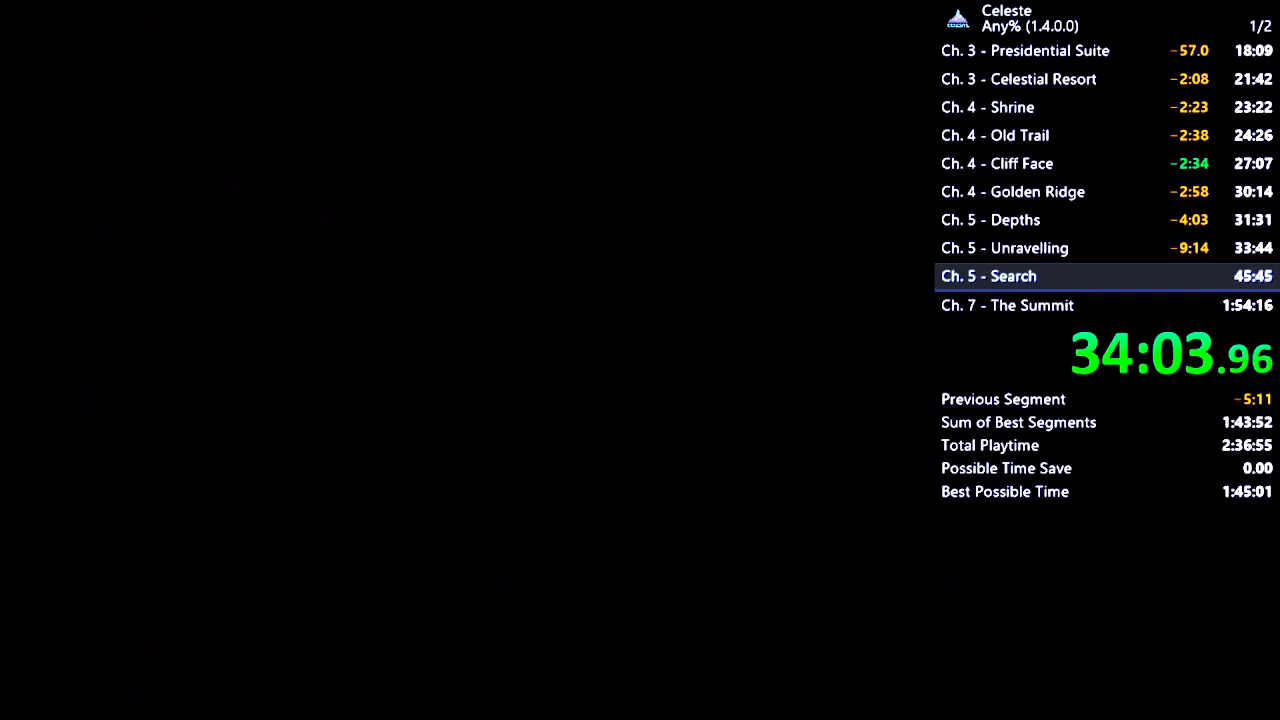 Celeste
Any% (1.4.0.0) 1/2
Ch. 3 - Presidential Suite -57.0 18:09
Ch. 3 - Celestial Resort -2:08 21:42
Ch. 4 - Shrine -2:23 23:22
Ch. 4 - Old Trail -2:38 24:26
Ch. 4 - Cliff Face -2:34 27:07
Ch. 4 - Golden Ridge -2:58 30:14
Ch. 5 - Depths -4:03 31:31
Ch. 5 - Unravelling -9:14 33:44
Ch. 5 - Search 45:45
Ch. 7 - The Summit 1:54:16
34:03.96
Previous Segment -5:11
Sum of Best Segments 1:43:52
Total Playtime 2:36:55
Possible Time Save 0.00
Best Possible Time 1:45:01